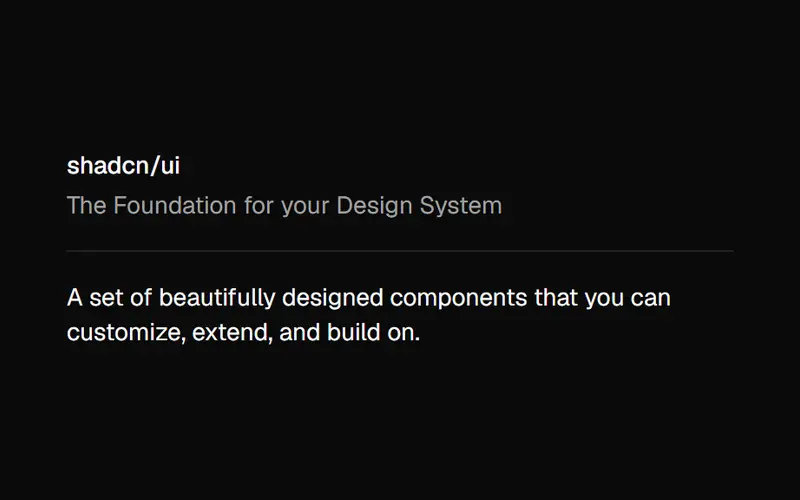 shadcn/ui
The Foundation for your Design System
A set of beautifully designed components that you can
customize, extend, and build on.